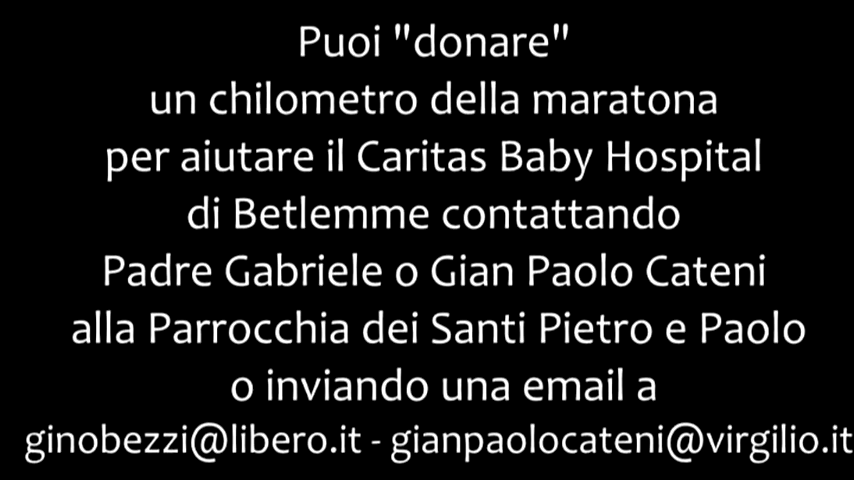 Puoi "donare"
un chilometro della maratona
per aiutare il Caritas Baby Hospital
di Betlemme contattando
Padre Gabriele o Gian Paolo Cateni
alla Parrocchia dei Santi Pietro e Paolo
o inviando una email a
ginobezzi@libero.it - gianpaolocateni@virgilio.it